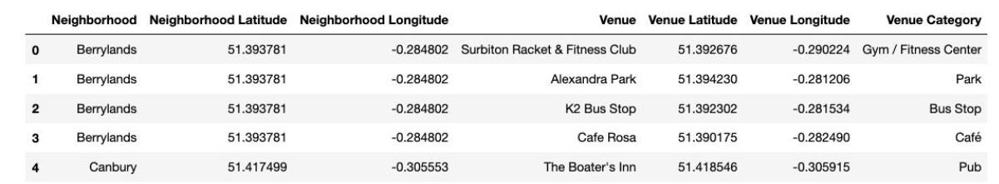 Neighborhood Neighborhood Latitude Neighborhood Longitude Venue Venue Latitude Venue Longitude Venue Category
0 Berrylands 51.393781 -0.284802 Surbiton Racket & Fitness Club 51.392676 -0.290224 Gym / Fitness Center
1 Berrylands 51.393781 -0.284802 Alexandra Park 51.394230 -0.281206 Park
2 Berrylands 51.393781 -0.284802 K2 Bus Stop 51.392302 -0.281534 Bus Stop
3 Berrylands 51.393781 -0.284802 Cafe Rosa 51.390175 -0.282490 Café
4 Canbury 51.417499 -0.305553 The Boater's Inn 51.418546 -0.305915 Pub